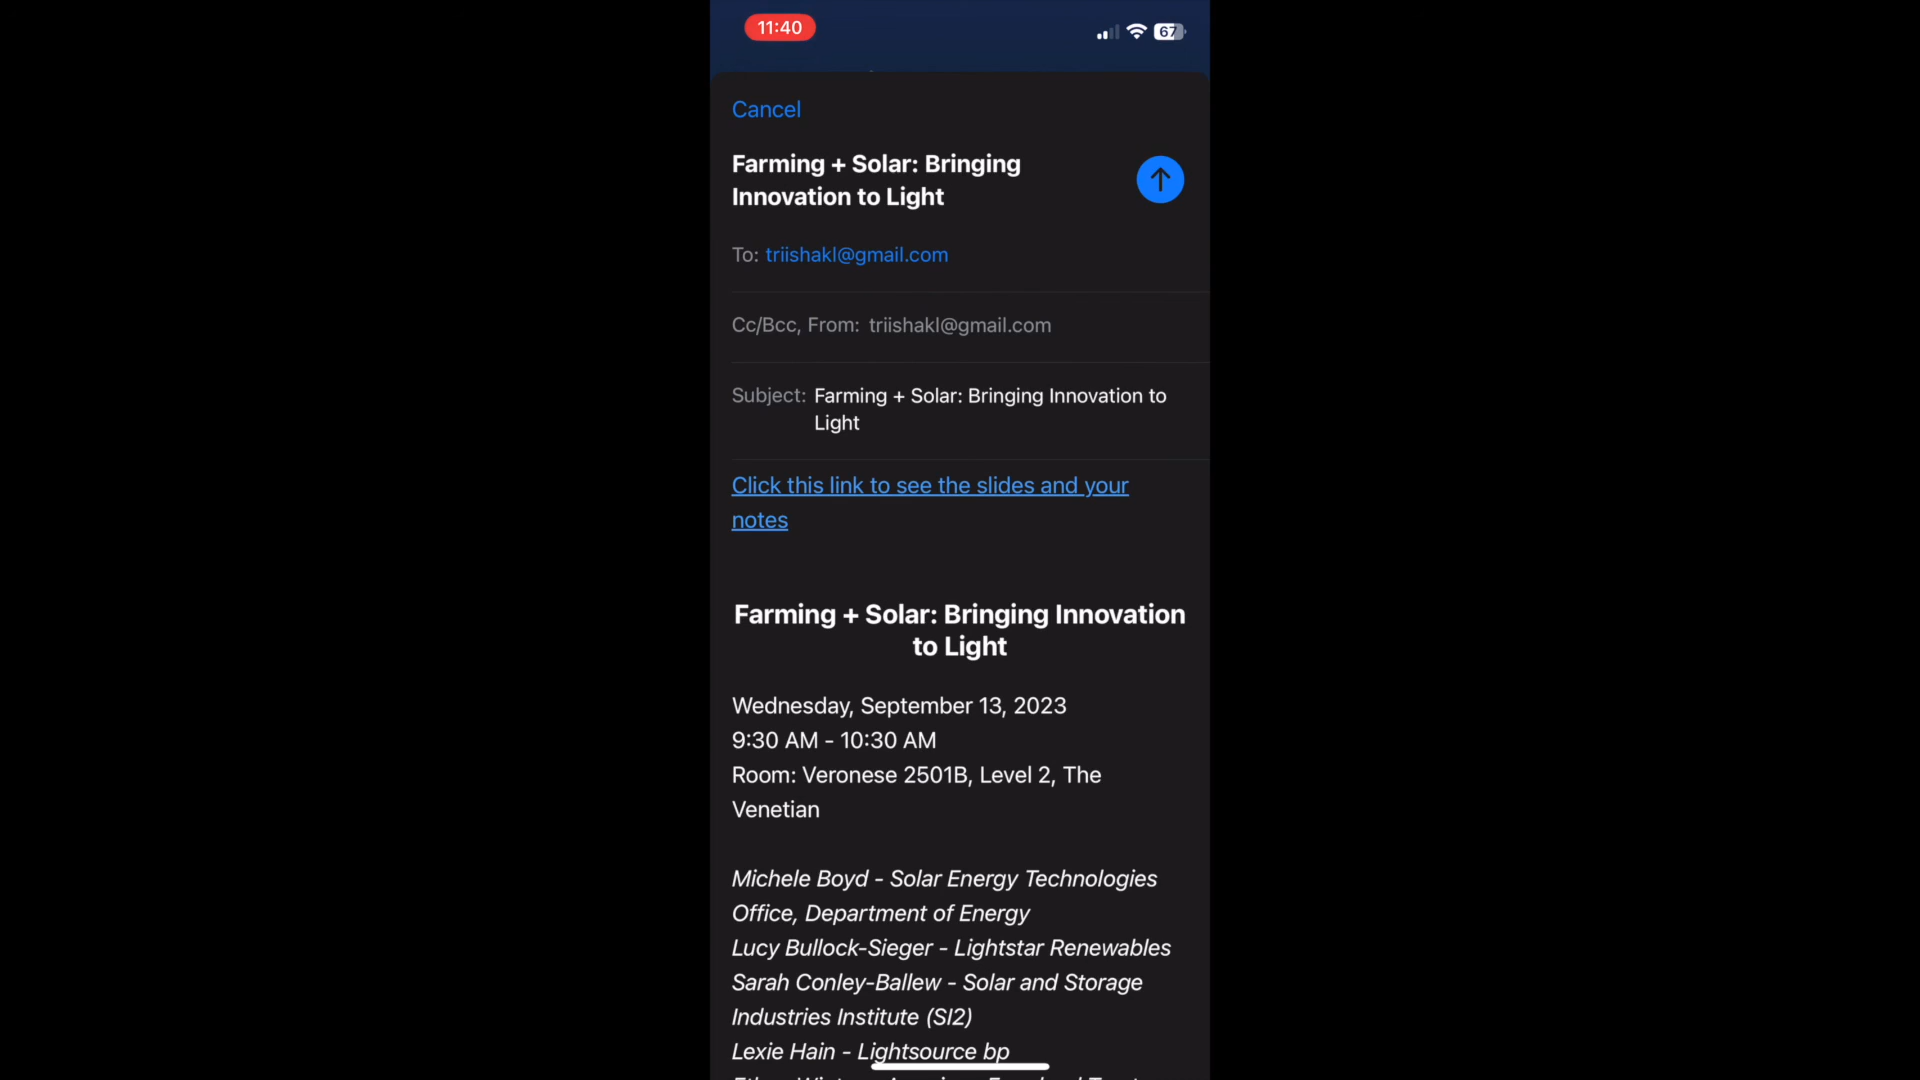 11:40
67
Cancel
Farming + Solar: Bringing
Innovation to Light
To: triishakl@gmail.com
Cc/Bcc, From: triishakl@gmail.com
Subject: Farming + Solar: Bringing Innovation to
Light
Click this link to see the slides and your
notes
Farming + Solar: Bringing Innovation
to Light
Wednesday, September 13, 2023
9:30 AM - 10:30 AM
Room: Veronese 2501B, Level 2, The
Venetian
Michele Boyd - Solar Energy Technologies
Office, Department of Energy
Lucy Bullock-Sieger - Lightstar Renewables
Sarah Conley-Ballew - Solar and Storage
Industries Institute (SI2)
Lexie Hain - Lightsource bp